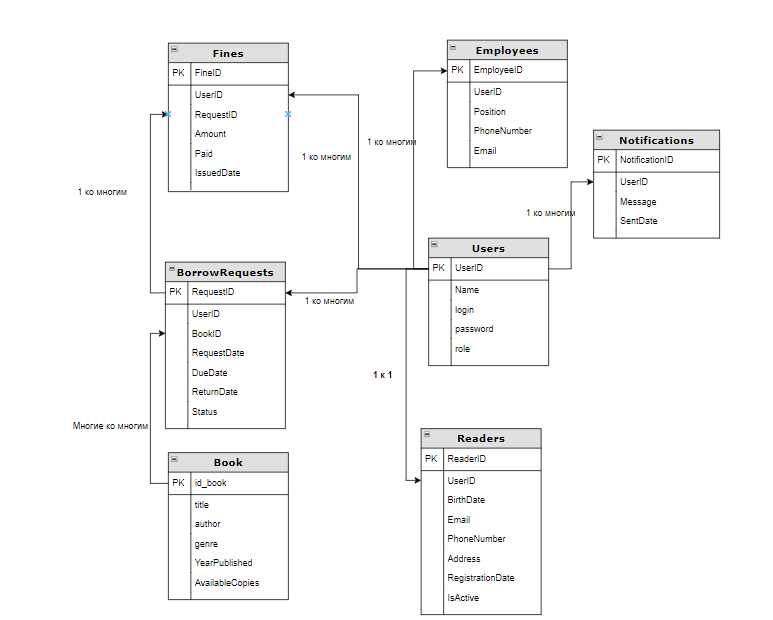 Fines
PK FineID
UserID
RequestID
Amount
Paid
IssuedDate
Employees
PK EmployeeID
UserID
Position
PhoneNumber
Email
Notifications
PK NotificationID
UserID
Message
SentDate
1 ко многим
1 ко многим
1 ко многим
1 ко многим
Users
PK UserID
Name
login
password
role
BorrowRequests
PK RequestID
UserID
BookID
RequestDate
DueDate
ReturnDate
Status
1 ко многим
1 к 1
Многие ко многим
Book
PK id_book
title
author
genre
YearPublished
AvailableCopies
Readers
PK ReaderID
UserID
BirthDate
Email
PhoneNumber
Address
RegistrationDate
IsActive